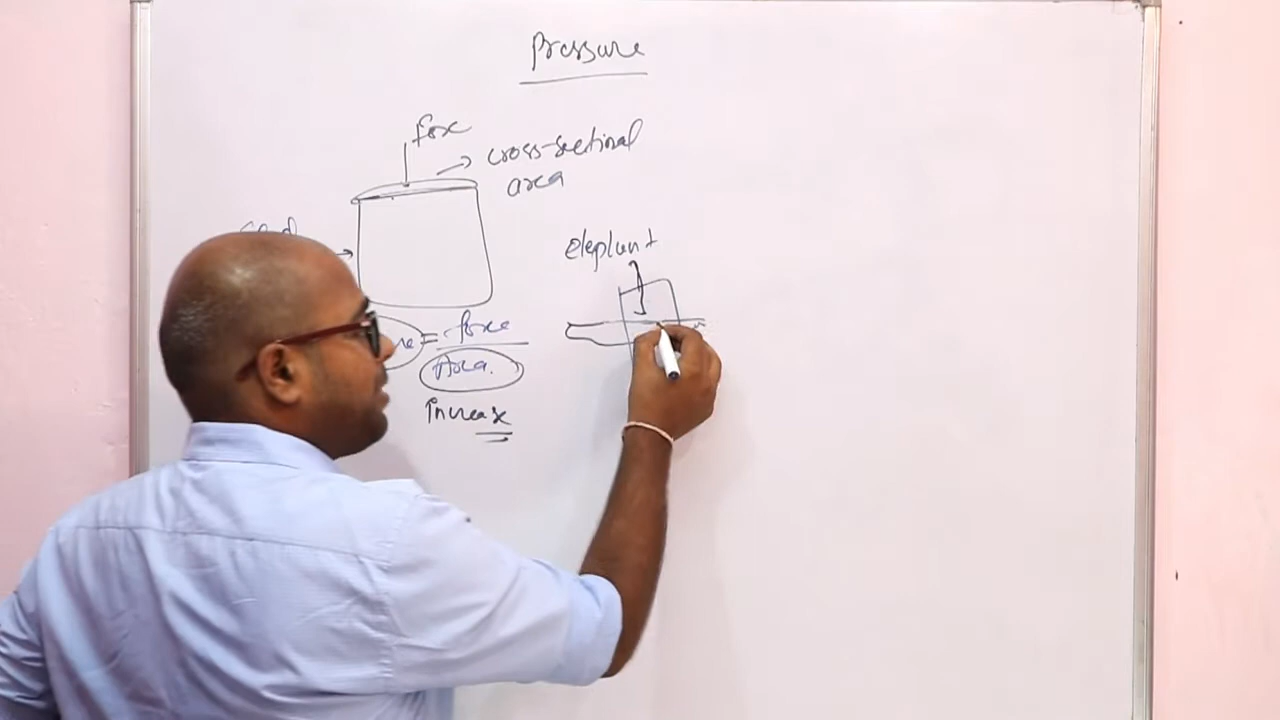 Pressure
force
cross-sectional
area
elephant
= force
Area.
increase